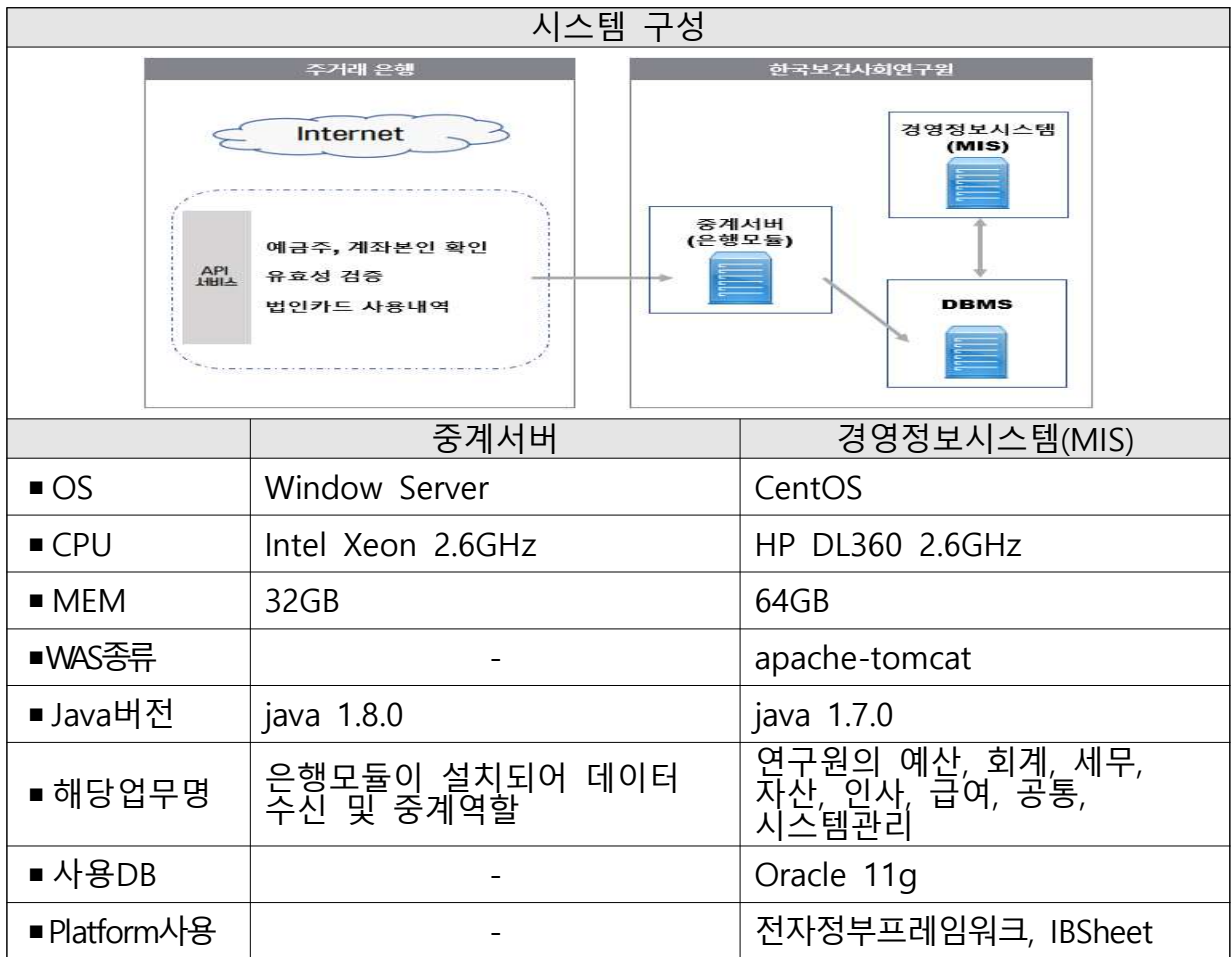 시스템 구성
주거래 은행
한국보건사회연구원
Internet
API
서비스
예금주, 계좌본인 확인
유효성 검증
법인카드 사용내역
중계서버
(은행모듈)
경영정보시스템
(MIS)
DBMS
중계서버 경영정보시스템(MIS)
■ OS Window Server CentOS
■ CPU Intel Xeon 2.6GHz HP DL360 2.6GHz
■ MEM 32GB 64GB
■WAS종류 - apache-tomcat
■ Java버전 java 1.8.0 java 1.7.0
■ 해당업무명
은행모듈이 설치되어 데이터
수신 및 중계역할
연구원의 예산, 회계, 세무,
자산, 인사, 급여, 공통,
시스템관리
■ 사용DB - Oracle 11g
■ Platform사용 - 전자정부프레임워크, IBSheet